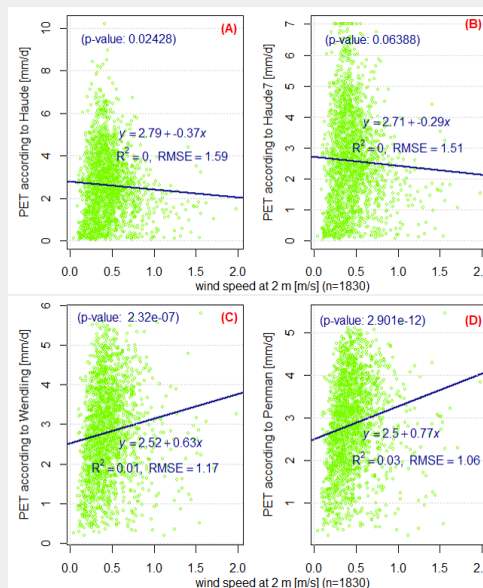 (A)
(p-value: 0.02428)
PET according to Haude [mm/d]
10
8
6
4
2
0
y = 2.79 + -0.37x
R² = 0, RMSE = 1.59
0.0 0.5 1.0 1.5 2.0
(B)
(p-value: 0.06388)
PET according to Haude7 [mm/d]
7
6
5
4
3
2
1
0
y = 2.71 + -0.29x
R² = 0, RMSE = 1.51
0.0 0.5 1.0 1.5 2.
wind speed at 2 m [m/s] (n=1830)
(p-value: 2.32e-07) (C)
PET according to Wendling [mm/d]
6
5
4
3
2
1
0
y = 2.52 + 0.63x
R² = 0.01, RMSE = 1.17
0.0 0.5 1.0 1.5 2.0
(p-value: 2.901e-12) (D)
PET according to Penman [mm/d]
5
4
3
2
1
y = 2.5 + 0.77x
R² = 0.03, RMSE = 1.06
0.0 0.5 1.0 1.5 2.
wind speed at 2 m [m/s] (n=1830)